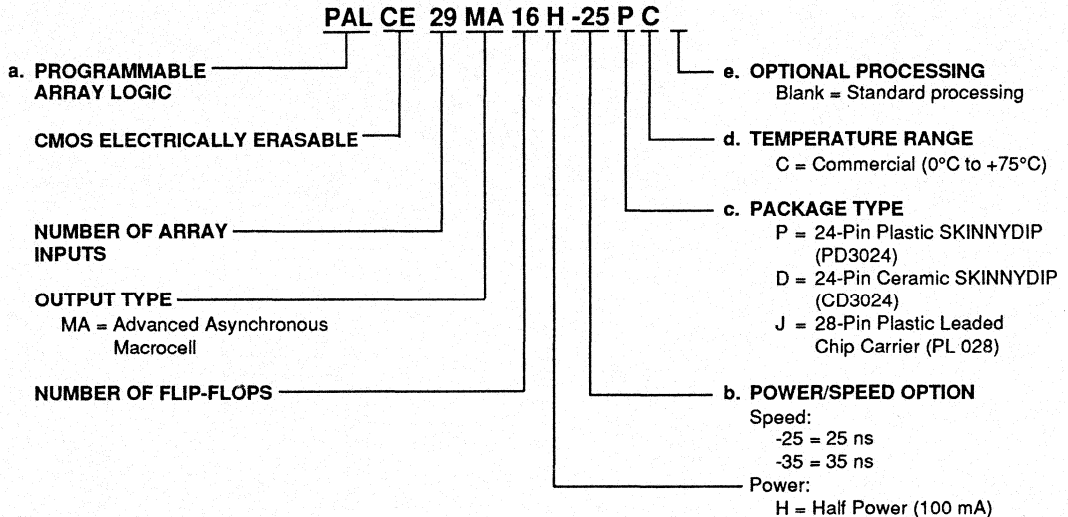 PAL CE 29 MA 16 H -25 P C
a. PROGRAMMABLE
ARRAY LOGIC
CMOS ELECTRICALLY ERASABLE
NUMBER OF ARRAY
INPUTS
OUTPUT TYPE
MA = Advanced Asynchronous
Macrocell
NUMBER OF FLIP-FLOPS
e. OPTIONAL PROCESSING
Blank = Standard processing
d. TEMPERATURE RANGE
C = Commercial (0°C to +75°C)
c. PACKAGE TYPE
P = 24-Pin Plastic SKINNYDIP
(PD3024)
D = 24-Pin Ceramic SKINNYDIP
(CD3024)
J = 28-Pin Plastic Leaded
Chip Carrier (PL 028)
b. POWER/SPEED OPTION
Speed:
-25 = 25 ns
-35 = 35 ns
Power:
H = Half Power (100 mA)